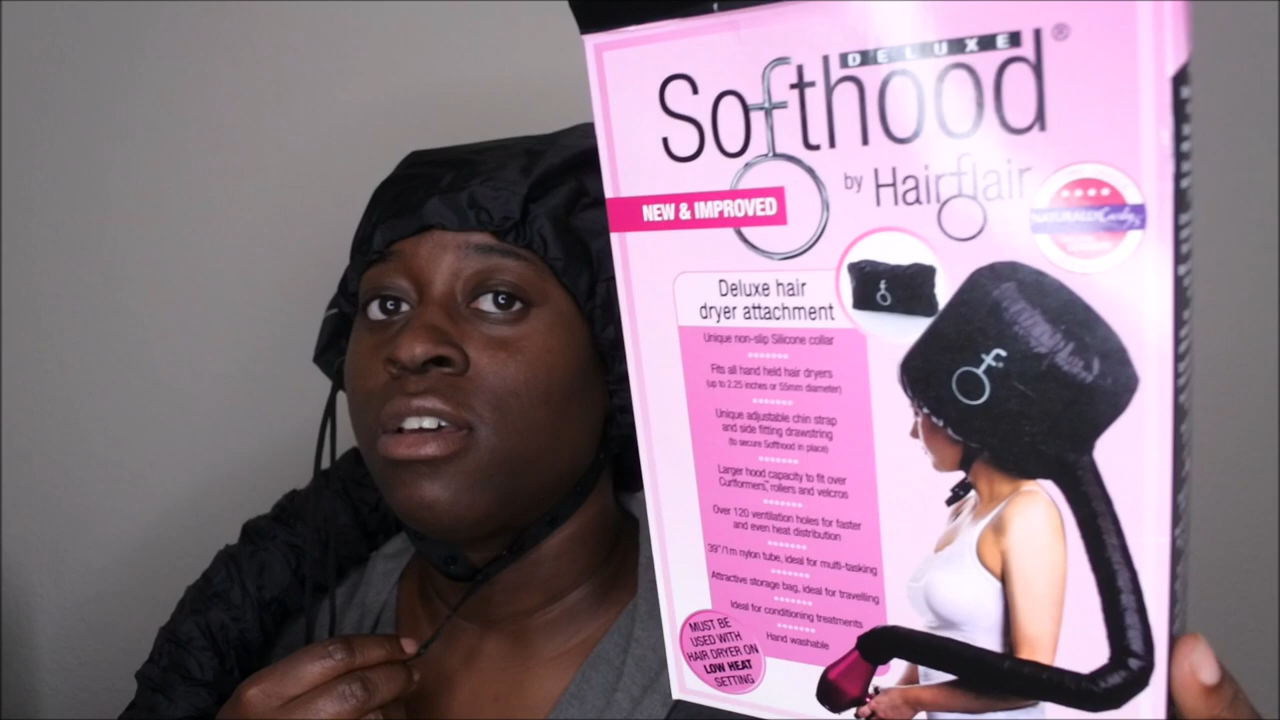 DELUXE
Softhood®
by Hairflair
NEW & IMPROVED
NATURALLYCurly
Deluxe hair
dryer attachment
Unique non-slip Silicone collar
Fits all hand held hair dryers
(up to 2.25 inches or 55mm diameter)
Unique adjustable chin strap
and side fitting drawstring
(to secure Softhood in place)
Larger hood capacity to fit over
Curlformers™, rollers and velcros
Over 120 ventilation holes for faster
and even heat distribution
39"/1m nylon tube, ideal for multi-tasking
Attractive storage bag, ideal for travelling
Ideal for conditioning treatments
Hand washable
MUST BE
USED WITH
HAIR DRYER ON
LOW HEAT
SETTING